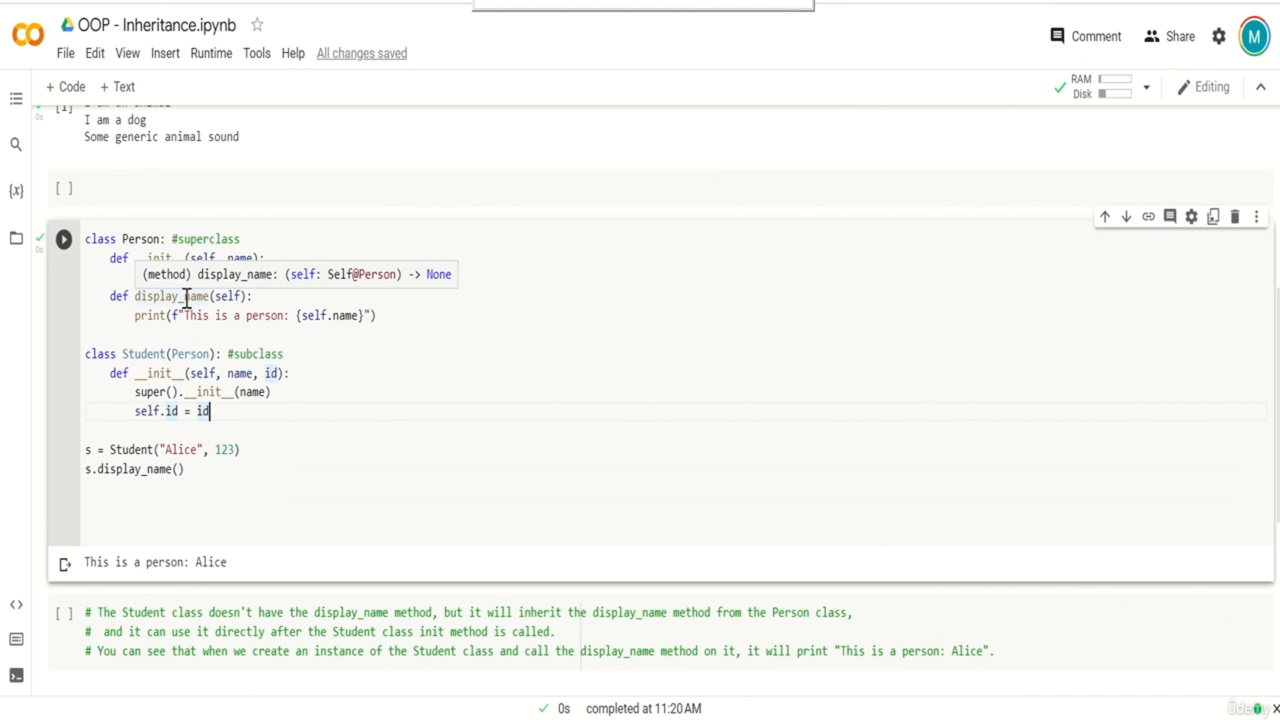 OOP - Inheritance.ipynb
File Edit View Insert Runtime Tools Help All changes saved
Comment Share M
+ Code + Text
RAM
Disk
Editing
[1]
0s
I am a dog
Some generic animal sound
[ ]
{x}
0s
class Person: #superclass
def __init__(self, name):
(method) display_name: (self: Self@Person) -> None
def display_name(self):
print(f"This is a person: {self.name}")
class Student(Person): #subclass
def __init__(self, name, id):
super().__init__(name)
self.id = id
s = Student("Alice", 123)
s.display_name()
This is a person: Alice
[ ] # The Student class doesn't have the display_name method, but it will inherit the display_name method from the Person class,
# and it can use it directly after the Student class init method is called.
# You can see that when we create an instance of the Student class and call the display_name method on it, it will print "This is a person: Alice".
0s completed at 11:20 AM